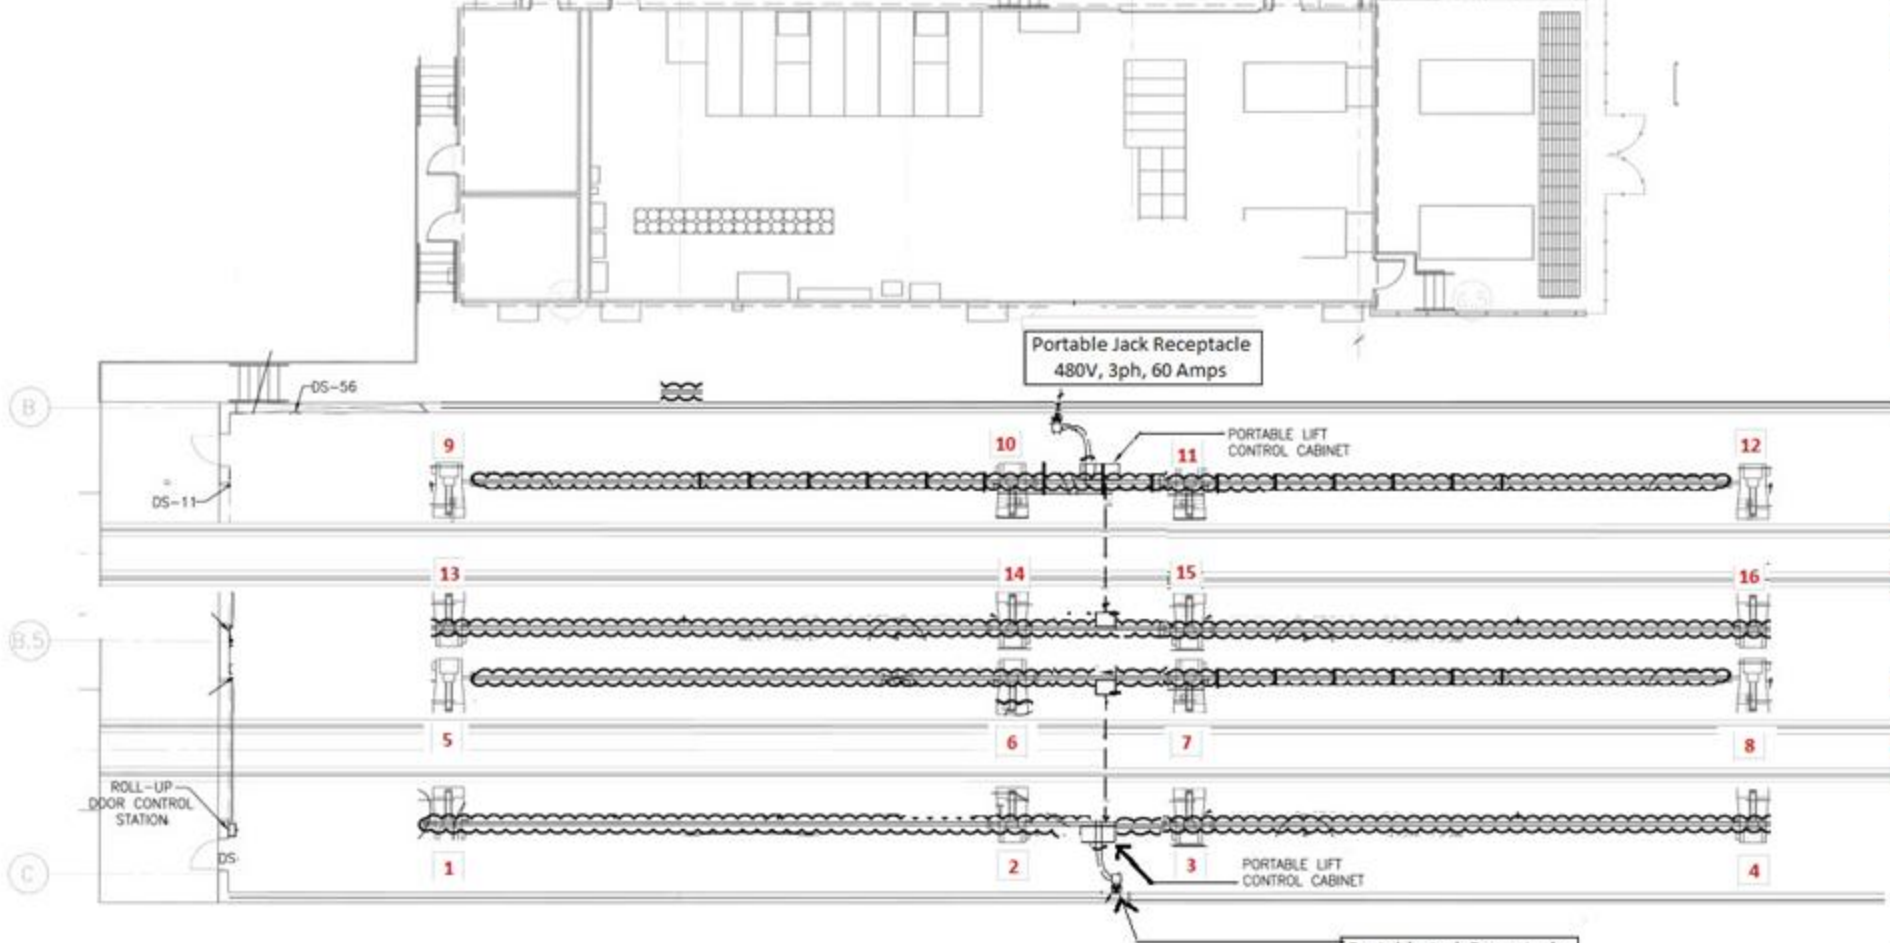 Portable Jack Receptacle
480V, 3ph, 60 Amps
DS-56
B
9
10
PORTABLE LIFT
CONTROL CABINET
11
12
DS-11
13
14
15
16
B.5
5
6
7
8
ROLL-UP
DOOR CONTROL
STATION
DS-
1
2
3
PORTABLE LIFT
CONTROL CABINET
4
C